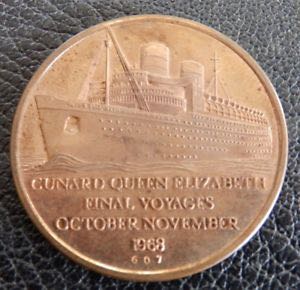 CUNARD QUEEN ELIZABETH
FINAL VOYAGES
OCTOBER NOVEMBER
1968
607